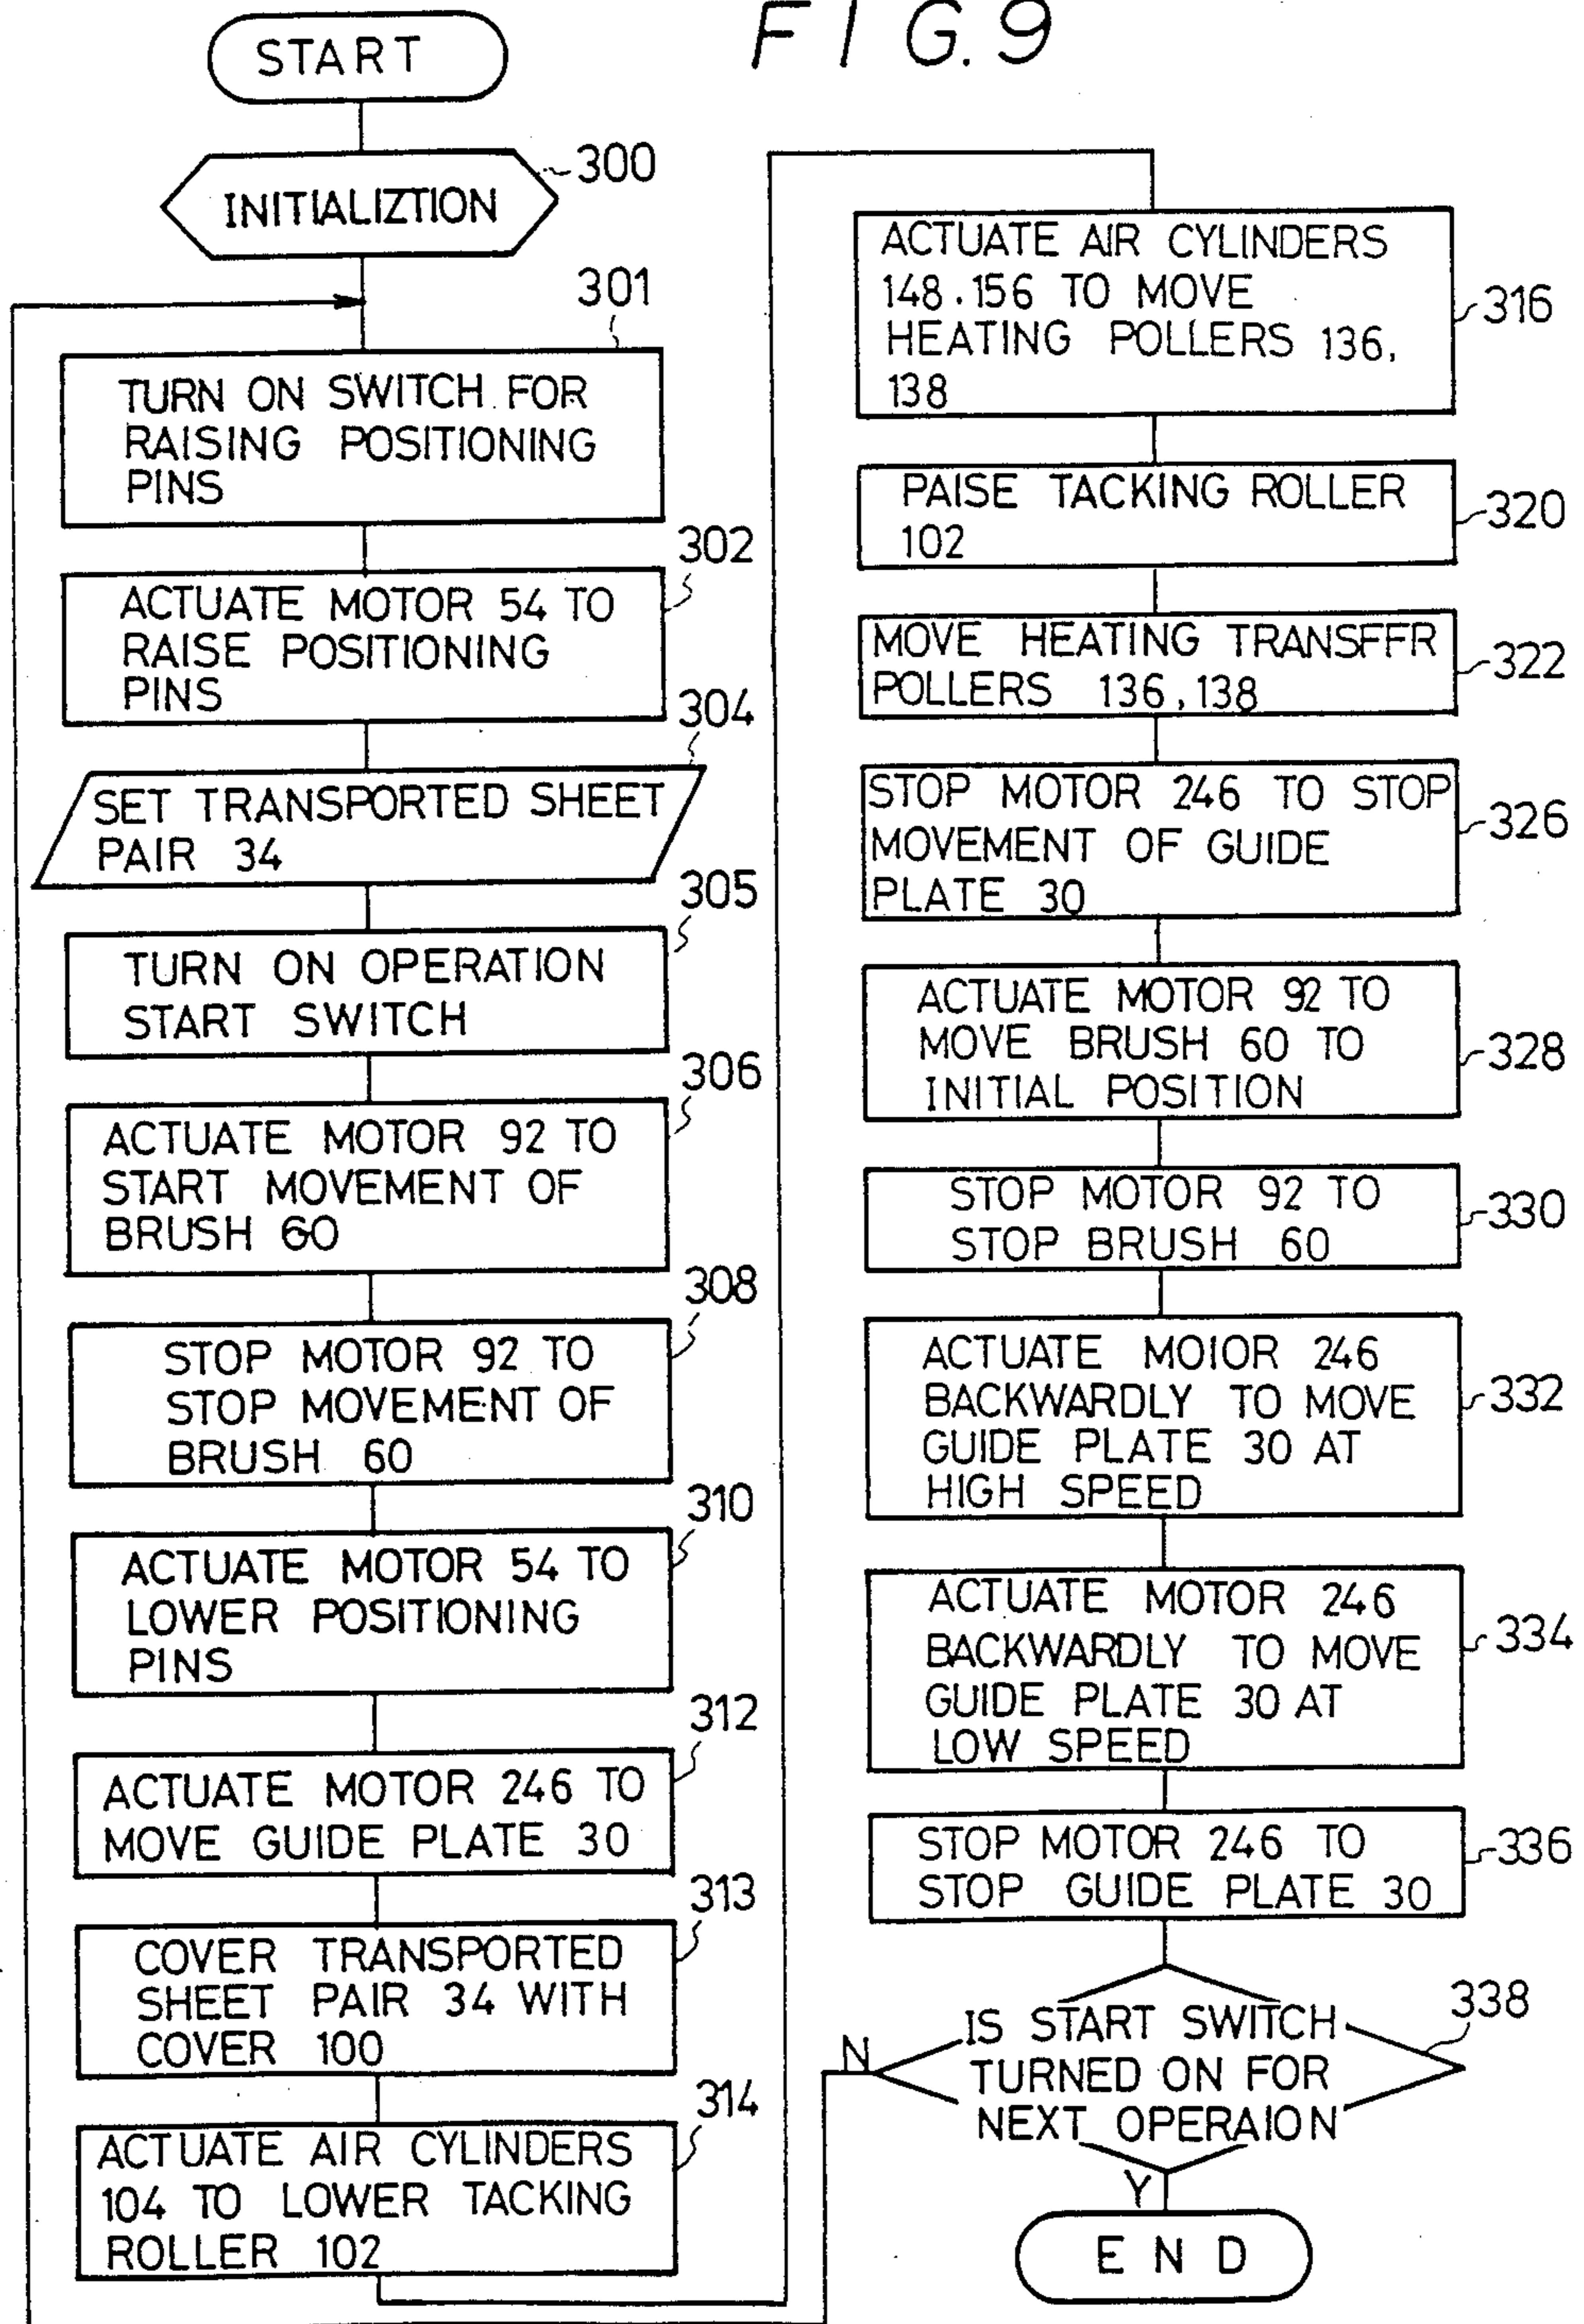 FIG. 9
START
300
INITIALIZTION
301
TURN ON SWITCH FOR
RAISING POSITIONING
PINS
302
ACTUATE MOTOR 54 TO
RAISE POSITIONING
PINS
304
SET TRANSPORTED SHEET
PAIR 34
305
TURN ON OPERATION
START SWITCH
306
ACTUATE MOTOR 92 TO
START MOVEMENT OF
BRUSH 60
308
STOP MOTOR 92 TO
STOP MOVEMENT OF
BRUSH 60
310
ACTUATE MOTOR 54 TO
LOWER POSITIONING
PINS
312
ACTUATE MOTOR 246 TO
MOVE GUIDE PLATE 30
313
COVER TRANSPORTED
SHEET PAIR 34 WITH
COVER 100
314
ACTUATE AIR CYLINDERS
104 TO LOWER TACKING
ROLLER 102
ACTUATE AIR CYLINDERS
148.156 TO MOVE
HEATING POLLERS 136,
138
316
PAISE TACKING ROLLER
102
320
MOVE HEATING TRANSFFR
POLLERS 136,138
322
STOP MOTOR 246 TO STOP
MOVEMENT OF GUIDE
PLATE 30
326
ACTUATE MOTOR 92 TO
MOVE BRUSH 60 TO
INITIAL POSITION
328
STOP MOTOR 92 TO
STOP BRUSH 60
330
ACTUATE MOIOR 246
BACKWARDLY TO MOVE
GUIDE PLATE 30 AT
HIGH SPEED
332
ACTUATE MOTOR 246
BACKWARDLY TO MOVE
GUIDE PLATE 30 AT
LOW SPEED
334
STOP MOTOR 246 TO
STOP GUIDE PLATE 30
336
338
IS START SWITCH
TURNED ON FOR
NEXT OPERAION
N
Y
END